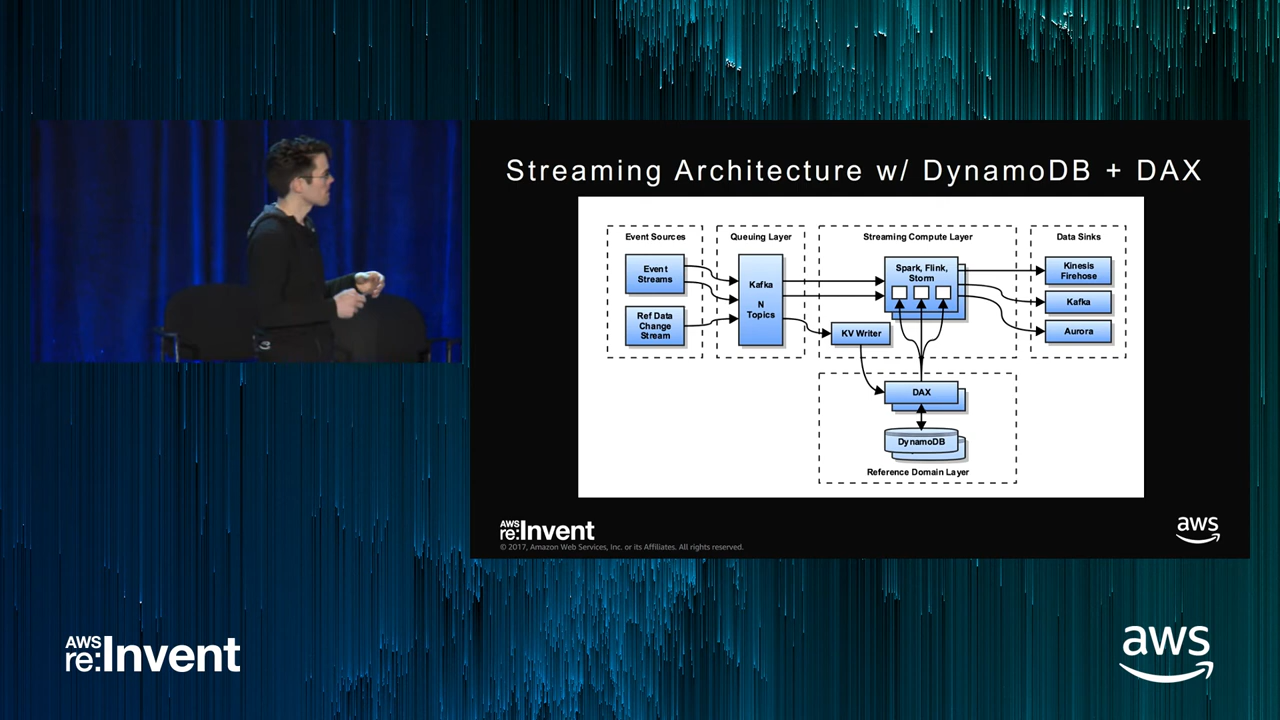 Streaming Architecture w/ DynamoDB + DAX
Event Sources
Event
Streams
Ref Data
Change
Stream
Queuing Layer
Kafka
N
Topics
Streaming Compute Layer
Spark, Flink,
Storm
KV Writer
Data Sinks
Kinesis
Firehose
Kafka
Aurora
DAX
DynamoDB
Reference Domain Layer
AWS
re:Invent
© 2017, Amazon Web Services, Inc. or its Affiliates. All rights reserved.
aws
AWS
re:Invent
aws